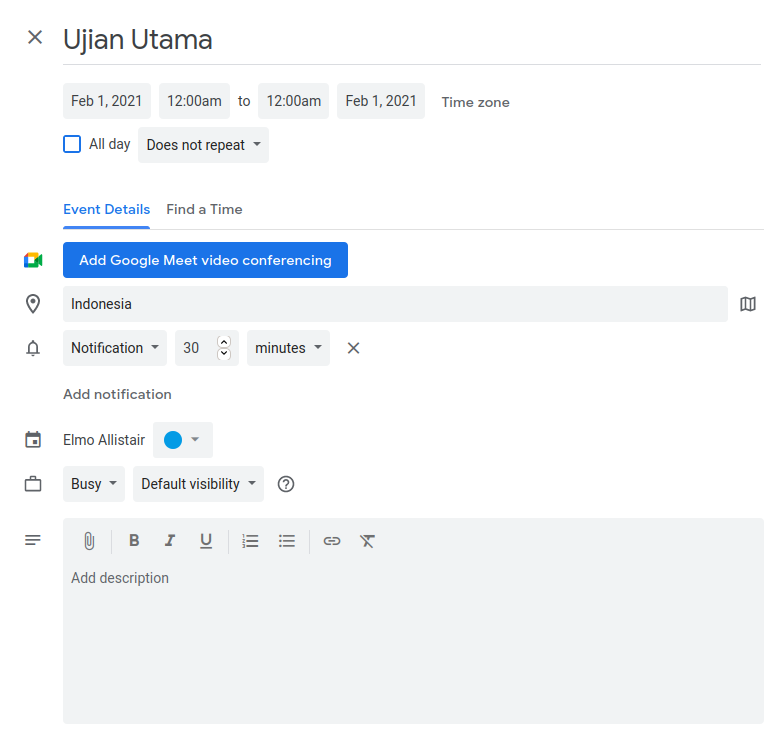 Ujian Utama
Feb 1, 2021 12:00am to 12:00am Feb 1, 2021 Time zone
All day Does not repeat
Event Details Find a Time
Add Google Meet video conferencing
Indonesia
Notification 30 minutes
Add notification
Elmo Allistair
Busy Default visibility
B I U
Add description